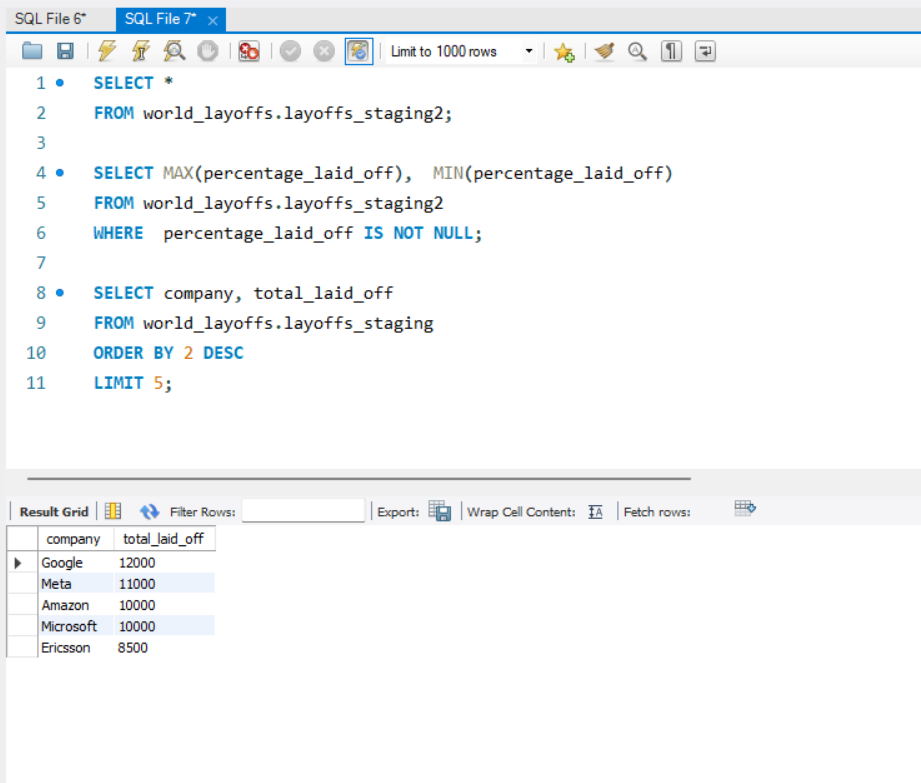 SQL File 6* SQL File 7* ×
Limit to 1000 rows
1 SELECT *
2 FROM world_layoffs.layoffs_staging2;
3
4 SELECT MAX(percentage_laid_off),  MIN(percentage_laid_off)
5 FROM world_layoffs.layoffs_staging2
6 WHERE  percentage_laid_off IS NOT NULL;
7
8 SELECT company, total_laid_off
9 FROM world_layoffs.layoffs_staging
10 ORDER BY 2 DESC
11 LIMIT 5;
Result Grid Filter Rows: Export: Wrap Cell Content: IA Fetch rows:
company total_laid_off
Google 12000
Meta 11000
Amazon 10000
Microsoft 10000
Ericsson 8500